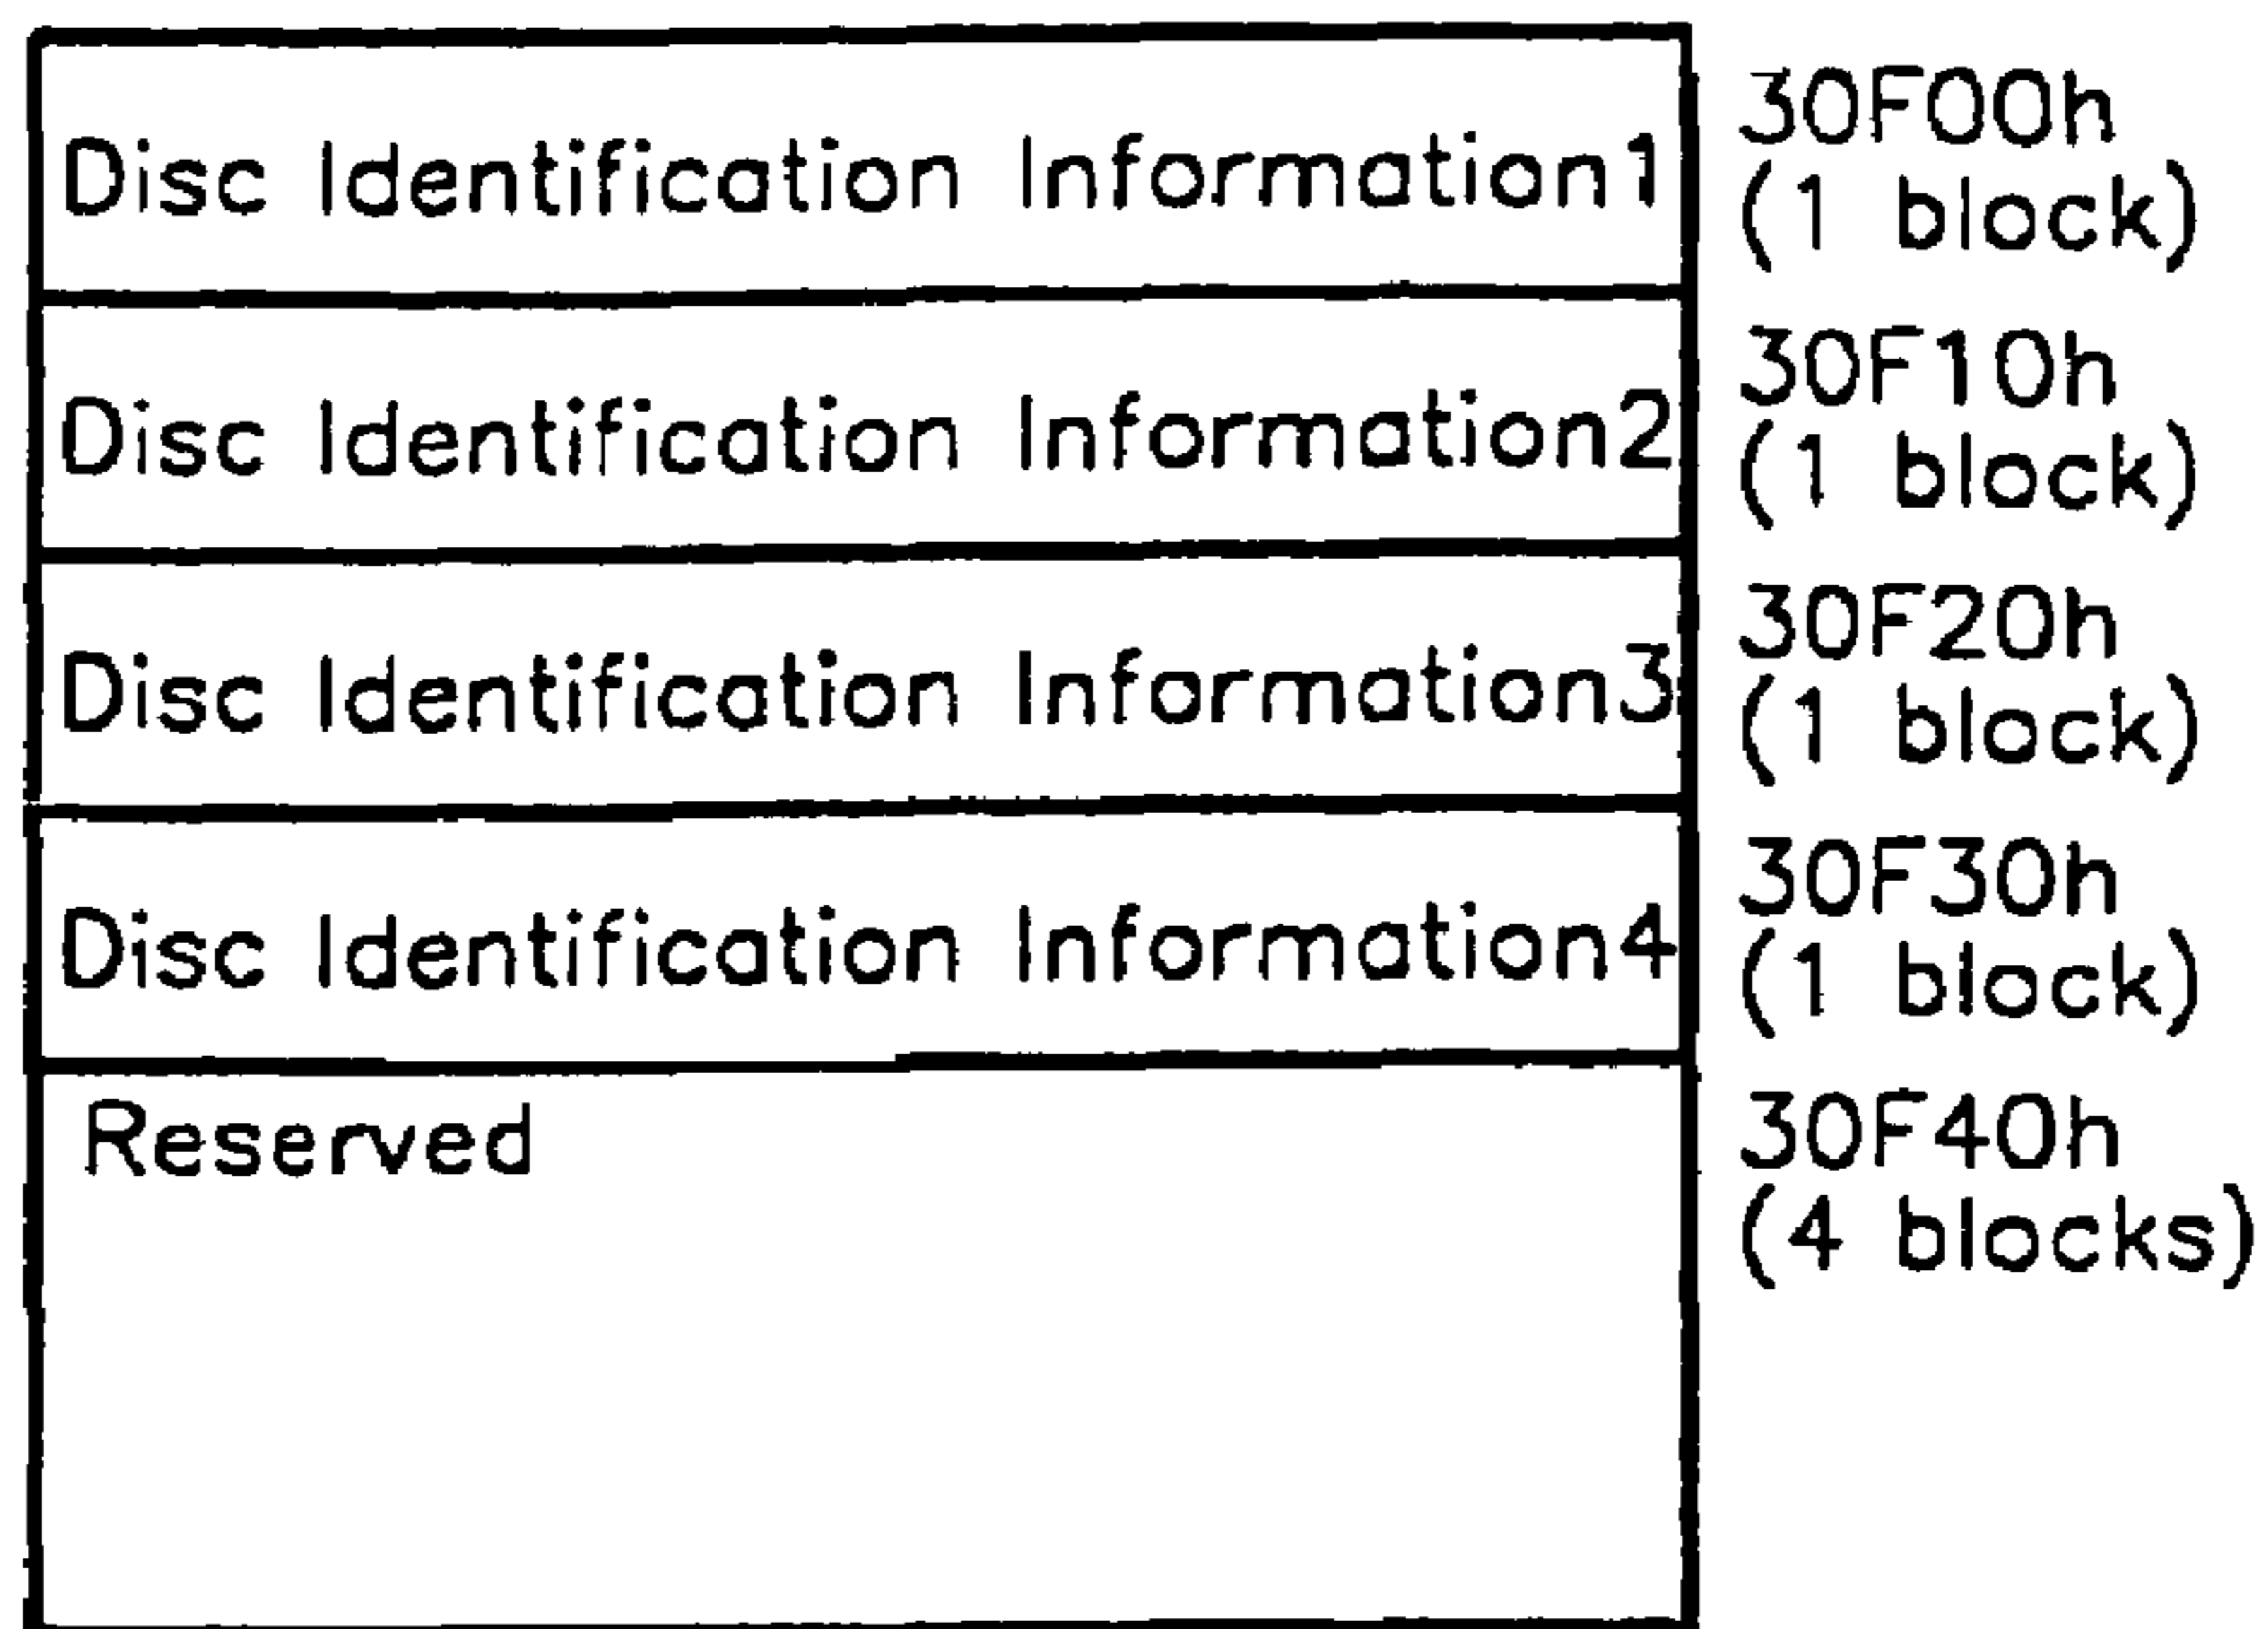 Disc Identification Information1
30F00h
(1 block)
Disc Identification Information2
30F10h
(1 block)
Disc Identification Information3
30F20h
(1 block)
Disc Identification Information4
30F30h
(1 block)
Reserved
30F40h
(4 blocks)